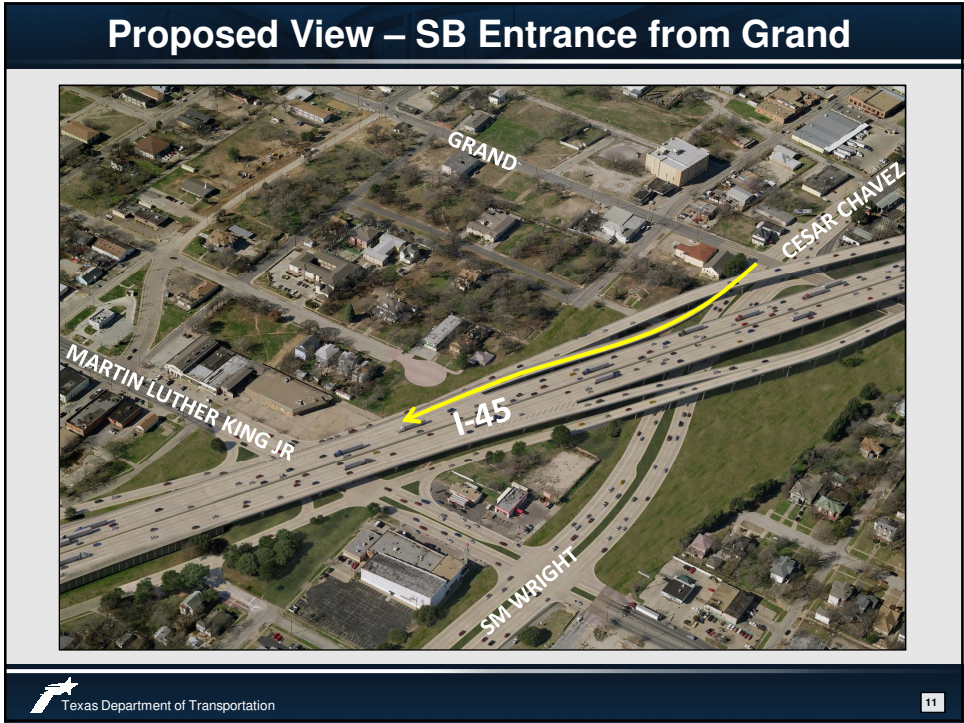 Proposed View – SB Entrance from Grand
GRAND
CESAR CHAVEZ
MARTIN LUTHER KING JR
I-45
SM WRIGHT
Texas Department of Transportation
11